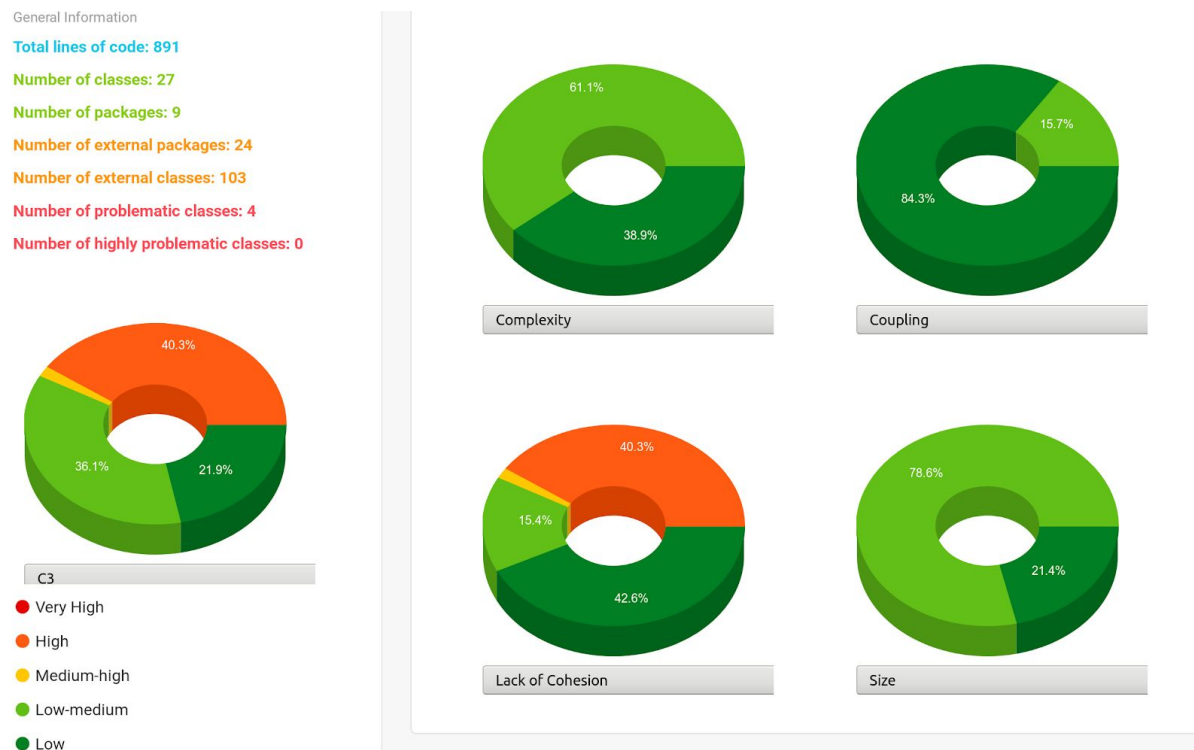 General Information
Total lines of code: 891
Number of classes: 27
Number of packages: 9
Number of external packages: 24
Number of external classes: 103
Number of problematic classes: 4
Number of highly problematic classes: 0
40.3%
36.1%
21.9%
C3
Very High
High
Medium-high
Low-medium
Low
61.1%
38.9%
Complexity
15.7%
84.3%
Coupling
40.3%
15.4%
42.6%
Lack of Cohesion
78.6%
21.4%
Size